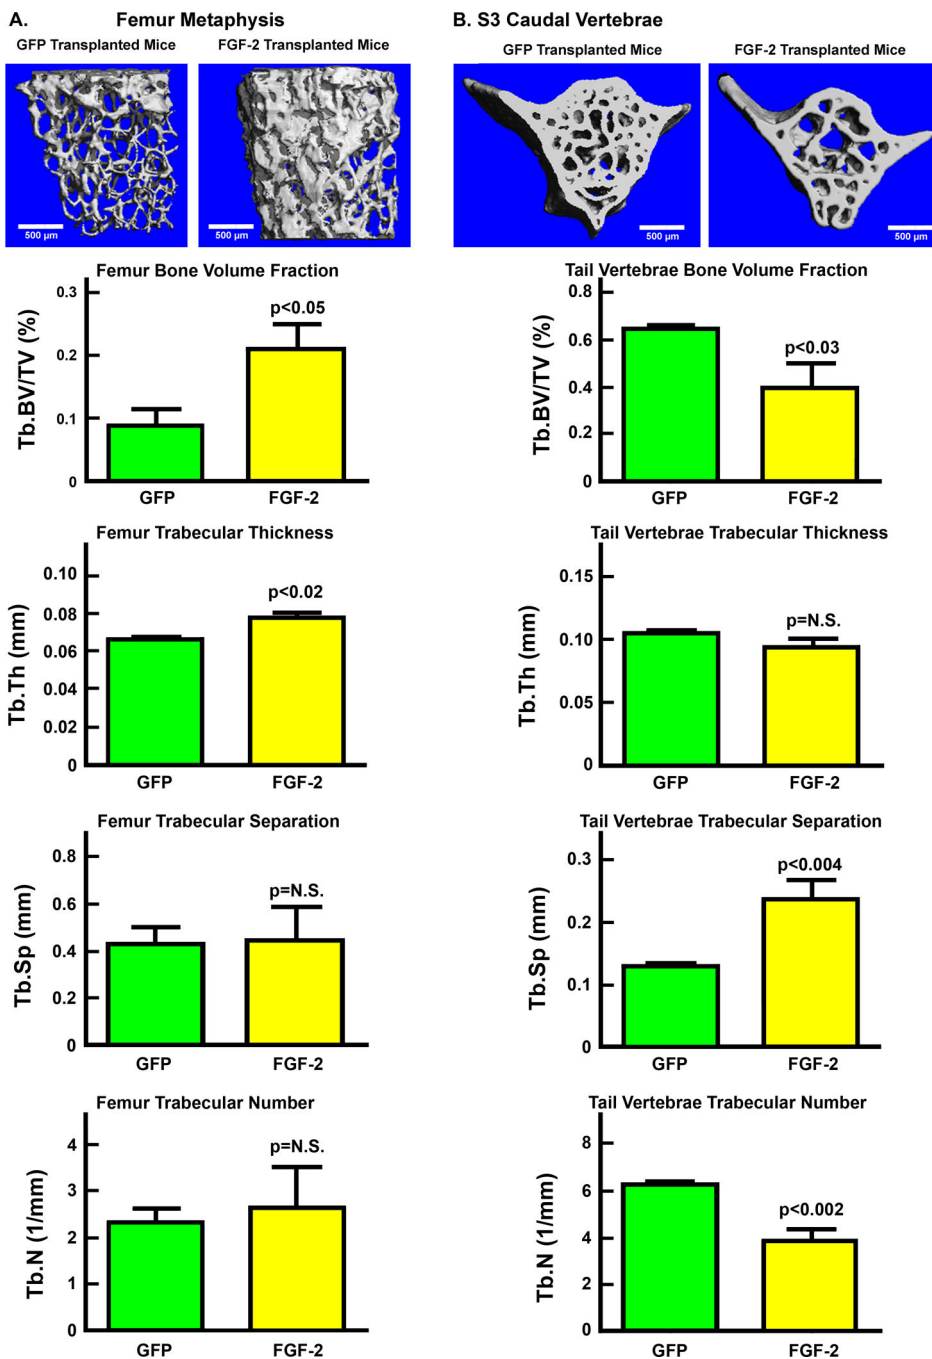 A. Femur Metaphysis
GFP Transplanted Mice
FGF-2 Transplanted Mice
500 µm
500 µm
Femur Bone Volume Fraction
Tb.BV/TV (%)
0.3
0.2
0.1
0
p<0.05
GFP
FGF-2
Femur Trabecular Thickness
Tb.Th (mm)
0.10
0.08
0.06
0.04
0.02
0
p<0.02
GFP
FGF-2
Femur Trabecular Separation
Tb.Sp (mm)
0.8
0.6
0.4
0.2
0
p=N.S.
GFP
FGF-2
Femur Trabecular Number
Tb.N (1/mm)
4
3
2
1
0
p=N.S.
GFP
FGF-2
B. S3 Caudal Vertebrae
GFP Transplanted Mice
FGF-2 Transplanted Mice
500 µm
500 µm
Tail Vertebrae Bone Volume Fraction
Tb.BV/TV (%)
0.8
0.6
0.4
0.2
0
p<0.03
GFP
FGF-2
Tail Vertebrae Trabecular Thickness
Tb.Th (mm)
0.15
0.10
0.05
0
p=N.S.
GFP
FGF-2
Tail Vertebrae Trabecular Separation
Tb.Sp (mm)
0.3
0.2
0.1
0
p<0.004
GFP
FGF-2
Tail Vertebrae Trabecular Number
Tb.N (1/mm)
8
6
4
2
0
p<0.002
GFP
FGF-2